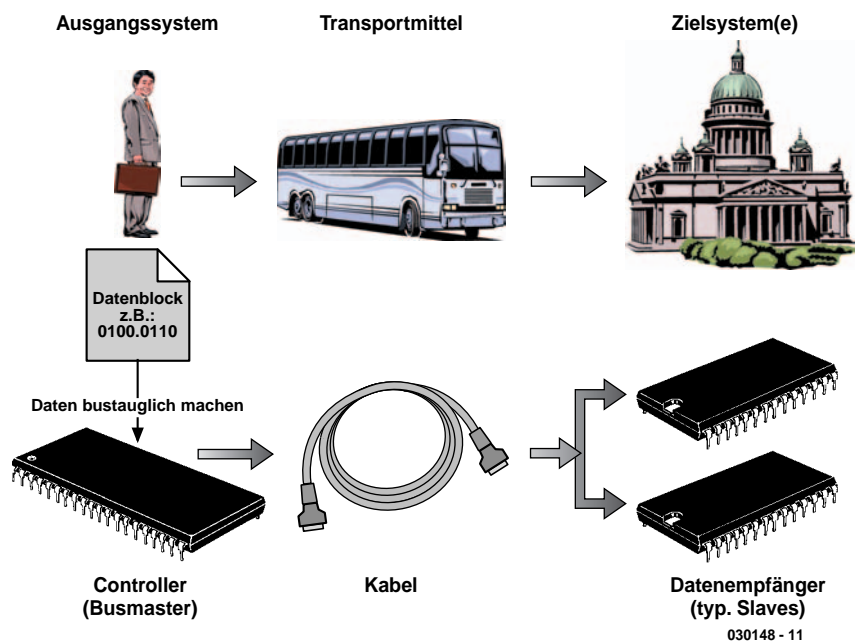 Ausgangssystem
Transportmittel
Zielsystem(e)
Datenblock
z.B.:
0100.0110
Daten bustauglich machen
Controller
(Busmaster)
Kabel
Datenempfänger
(typ. Slaves)
030148 - 11